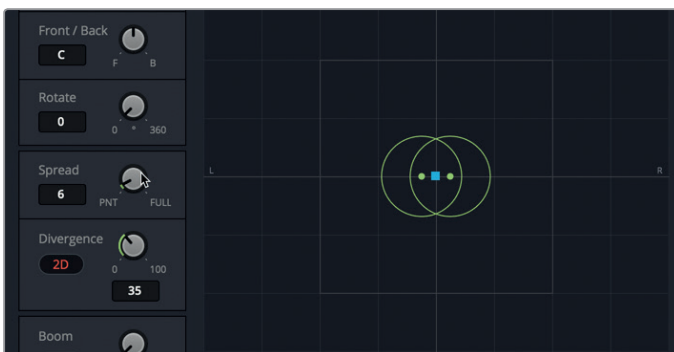 Front / Back
C
F B
Rotate
0
0 ° 360
Spread
6
PNT FULL
Divergence
2D
0 100
35
Boom
L
R